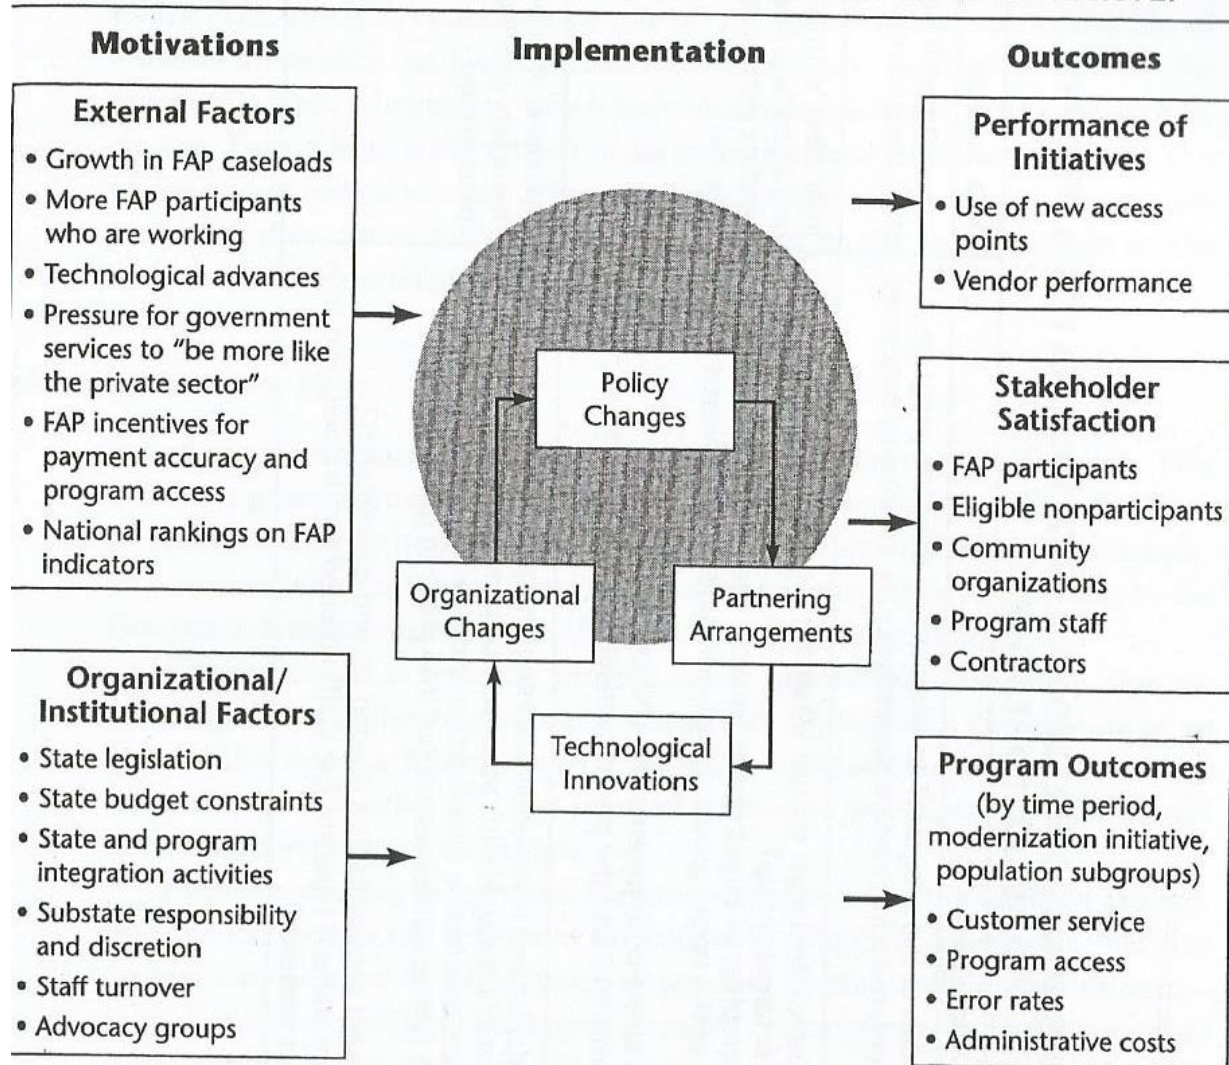 Motivations
External Factors
• Growth in FAP caseloads
• More FAP participants
who are working
• Technological advances
• Pressure for government
services to “be more like
the private sector”
• FAP incentives for
payment accuracy and
program access
• National rankings on FAP
indicators
Organizational/
Institutional Factors
• State legislation
• State budget constraints
• State and program
integration activities
• Substate responsibility
and discretion
• Staff turnover
• Advocacy groups
Implementation
Policy
Changes
Organizational
Changes
Partnering
Arrangements
Technological
Innovations
Outcomes
Performance of
Initiatives
• Use of new access
points
• Vendor performance
Stakeholder
Satisfaction
• FAP participants
• Eligible nonparticipants
• Community
organizations
• Program staff
• Contractors
Program Outcomes
(by time period,
modernization initiative,
population subgroups)
• Customer service
• Program access
• Error rates
• Administrative costs